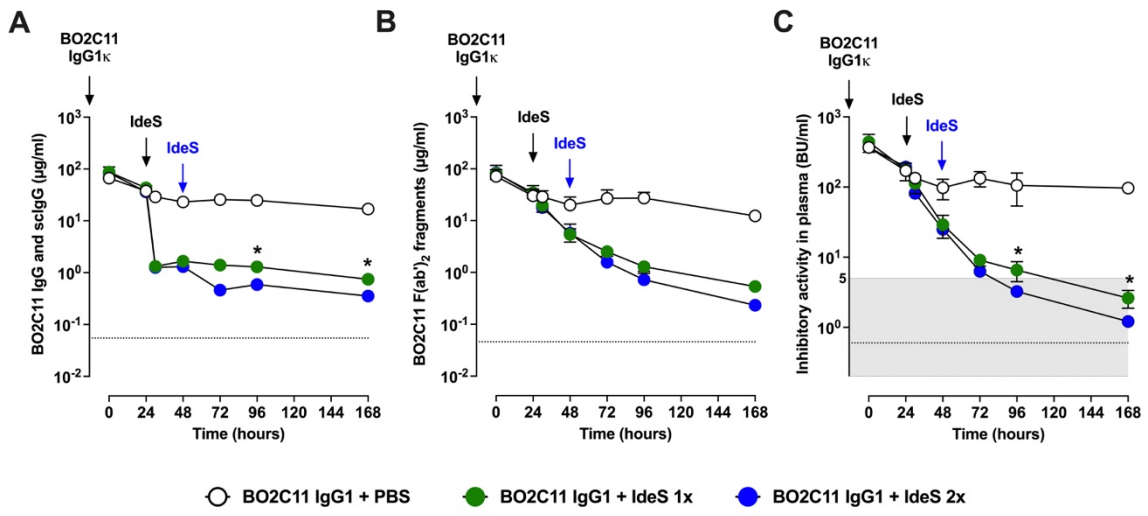 A
BO2C11
IgG1κ
IdeS
IdeS
BO2C11 IgG and scIgG (µg/ml)
10³
10²
10¹
10⁰
10⁻¹
10⁻²
*
*
0 24 48 72 96 120 144 168
Time (hours)
B
BO2C11
IgG1κ
IdeS
IdeS
BO2C11 F(ab')₂ fragments (µg/ml)
10³
10²
10¹
10⁰
10⁻¹
10⁻²
0 24 48 72 96 120 144 168
Time (hours)
C
BO2C11
IgG1κ
IdeS
IdeS
Inhibitory activity in plasma (BU/ml)
10³
10²
10¹
5
10⁰
*
*
0 24 48 72 96 120 144 168
Time (hours)
BO2C11 IgG1 + PBS
BO2C11 IgG1 + IdeS 1x
BO2C11 IgG1 + IdeS 2x